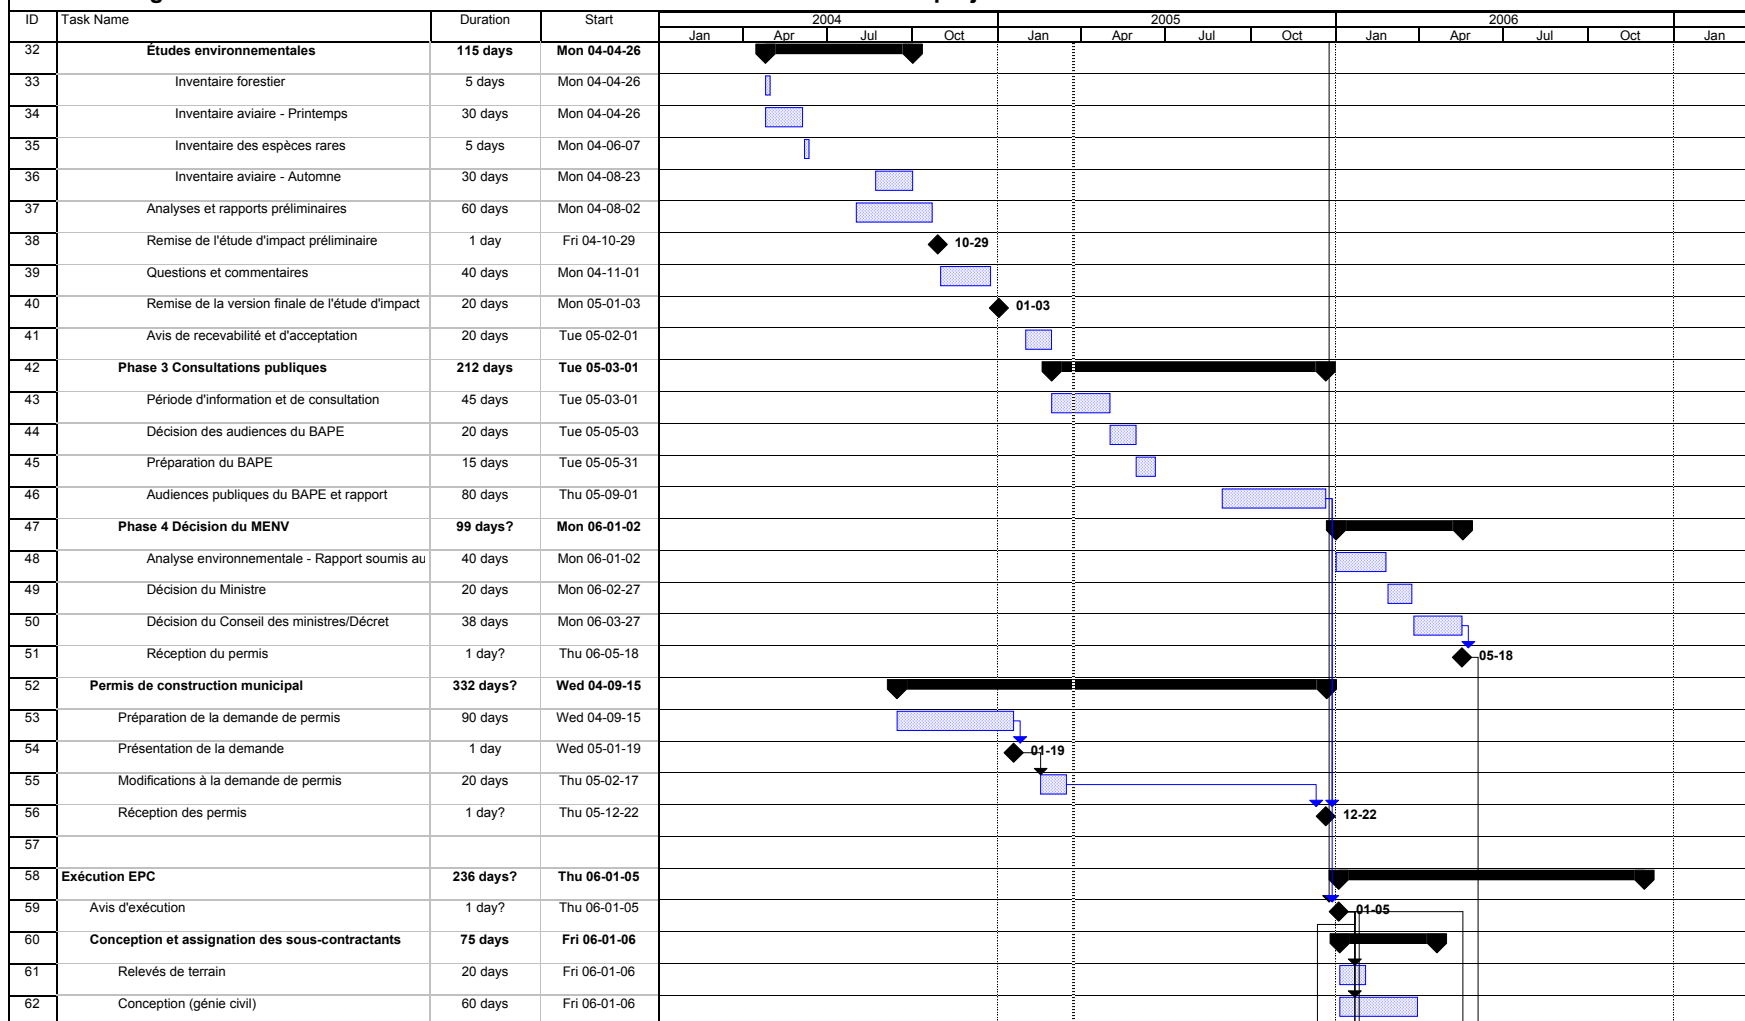 ID Task Name Duration Start 2004 2005 2006
Jan Apr Jul Oct Jan Apr Jul Oct Jan Apr Jul Oct Jan
32 Études environnementales 115 days Mon 04-04-26
33 Inventaire forestier 5 days Mon 04-04-26
34 Inventaire aviaire - Printemps 30 days Mon 04-04-26
35 Inventaire des espèces rares 5 days Mon 04-06-07
36 Inventaire aviaire - Automne 30 days Mon 04-08-23
37 Analyses et rapports préliminaires 60 days Mon 04-08-02
38 Remise de l'étude d'impact préliminaire 1 day Fri 04-10-29 10-29
39 Questions et commentaires 40 days Mon 04-11-01
40 Remise de la version finale de l'étude d'impact 20 days Mon 05-01-03 01-03
41 Avis de recevabilité et d'acceptation 20 days Tue 05-02-01
42 Phase 3 Consultations publiques 212 days Tue 05-03-01
43 Période d'information et de consultation 45 days Tue 05-03-01
44 Décision des audiences du BAPE 20 days Tue 05-05-03
45 Préparation du BAPE 15 days Tue 05-05-31
46 Audiences publiques du BAPE et rapport 80 days Thu 05-09-01
47 Phase 4 Décision du MENV 99 days? Mon 06-01-02
48 Analyse environnementale - Rapport soumis au 40 days Mon 06-01-02
49 Décision du Ministre 20 days Mon 06-02-27
50 Décision du Conseil des ministres/Décret 38 days Mon 06-03-27
51 Réception du permis 1 day? Thu 06-05-18 05-18
52 Permis de construction municipal 332 days? Wed 04-09-15
53 Préparation de la demande de permis 90 days Wed 04-09-15
54 Présentation de la demande 1 day Wed 05-01-19 01-19
55 Modifications à la demande de permis 20 days Thu 05-02-17
56 Réception des permis 1 day? Thu 05-12-22 12-22
57
58 Exécution EPC 236 days? Thu 06-01-05
59 Avis d'exécution 1 day? Thu 06-01-05 01-05
60 Conception et assignation des sous-contractants 75 days Fri 06-01-06
61 Relevés de terrain 20 days Fri 06-01-06
62 Conception (génie civil) 60 days Fri 06-01-06